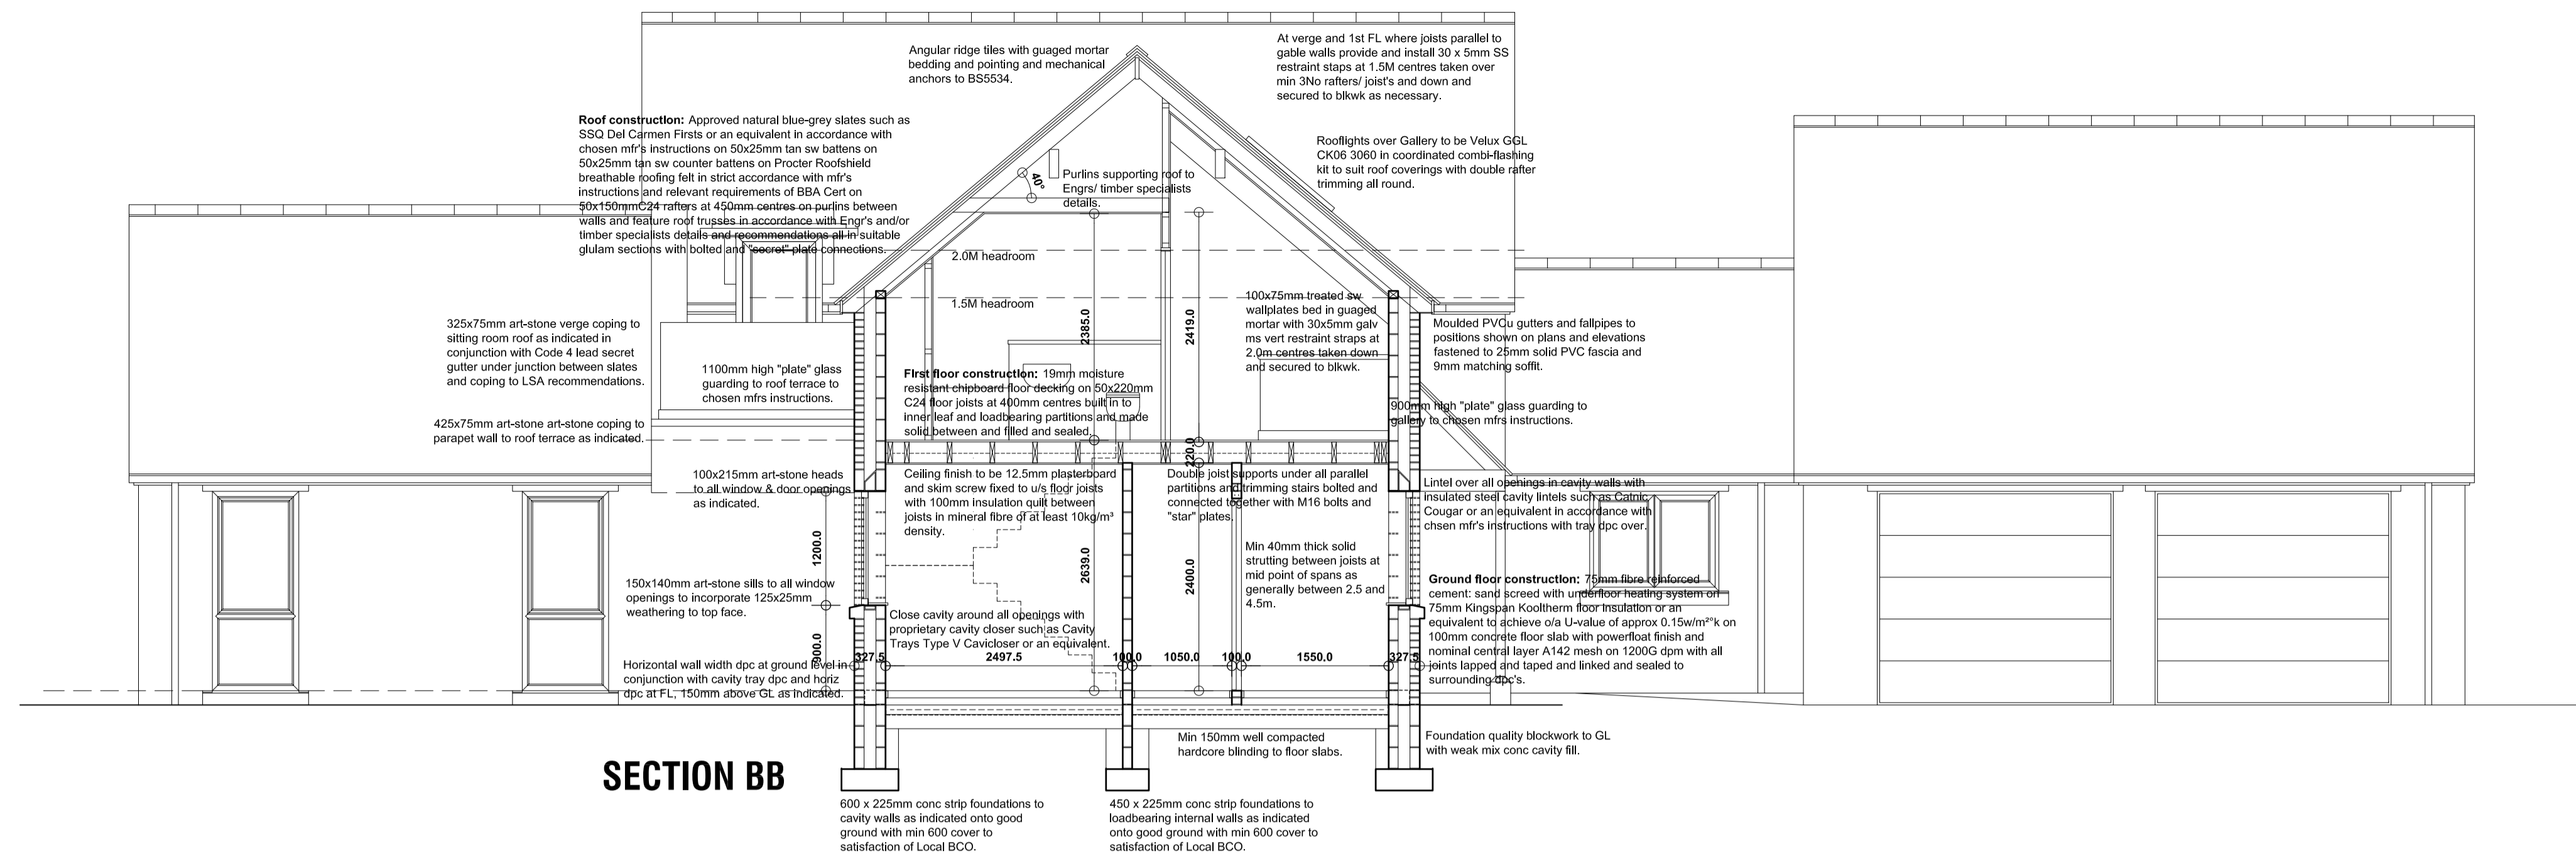 Angular ridge tiles with guaged mortar
bedding and pointing and mechanical
anchors to BS5534.
At verge and 1st FL where joists parallel to
gable walls provide and install 30 x 5mm SS
restraint staps at 1.5M centres taken over
min 3No rafters/ joist's and down and
secured to blkwk as necessary.
Roof construction: Approved natural blue-grey slates such as
SSQ Del Carmen Firsts or an equivalent in accordance with
chosen mfr's instructions on 50x25mm tan sw battens on
50x25mm tan sw counter battens on Procter Roofshield
breathable roofing felt in strict accordance with mfr's
instructions and relevant requirements of BBA Cert on
50x150mmC24 rafters at 450mm centres on purlins between
walls and feature roof trusses in accordance with Engr's and/or
timber specialists details and recommendations all in suitable
glulam sections with bolted and "secret" plate connections.
Rooflights over Gallery to be Velux GGL
CK06 3060 in coordinated combi-flashing
kit to suit roof coverings with double rafter
trimming all round.
40°
Purlins supporting roof to
Engrs/ timber specialists
details.
2.0M headroom
1.5M headroom
2385.0
2419.0
100x75mm treated sw
wallplates bed in guaged
mortar with 30x5mm galv
ms vert restraint straps at
2.0m centres taken down
and secured to blkwk.
325x75mm art-stone verge coping to
sitting room roof as indicated in
conjunction with Code 4 lead secret
gutter under junction between slates
and coping to LSA recommendations.
Moulded PVCu gutters and fallpipes to
positions shown on plans and elevations
fastened to 25mm solid PVC fascia and
9mm matching soffit.
1100mm high "plate" glass
guarding to roof terrace to
chosen mfrs instructions.
First floor construction: 19mm moisture
resistant chipboard floor decking on 50x220mm
C24 floor joists at 400mm centres built in to
inner leaf and loadbearing partitions and made
solid between and filled and sealed.
900mm high "plate" glass guarding to
gallery to chosen mfrs instructions.
425x75mm art-stone art-stone coping to
parapet wall to roof terrace as indicated.
220.0
100x215mm art-stone heads
to all window & door openings
as indicated.
Ceiling finish to be 12.5mm plasterboard
and skim screw fixed to u/s floor joists
with 100mm insulation quilt between
joists in mineral fibre of at least 10kg/m³
density.
Double joist supports under all parallel
partitions and trimming stairs bolted and
connected together with M16 bolts and
"star" plates.
Lintel over all openings in cavity walls with
insulated steel cavity lintels such as Catnic
Cougar or an equivalent in accordance with
chsen mfr's instructions with tray dpc over.
1200.0
2639.0
2400.0
Min 40mm thick solid
strutting between joists at
mid point of spans as
generally between 2.5 and
4.5m.
150x140mm art-stone sills to all window
openings to incorporate 125x25mm
weathering to top face.
Ground floor construction: 75mm fibre reinforced
cement: sand screed with underfloor heating system on
75mm Kingspan Kooltherm floor Insulation or an
equivalent to achieve o/a U-value of approx 0.15w/m²°k on
100mm concrete floor slab with powerfloat finish and
nominal central layer A142 mesh on 1200G dpm with all
joints lapped and taped and linked and sealed to
surrounding dpc's.
Close cavity around all openings with
proprietary cavity closer such as Cavity
Trays Type V Cavicloser or an equivalent.
900.0
327.5
2497.5
100.0
1050.0
100.0
1550.0
327.5
Horizontal wall width dpc at ground level in
conjunction with cavity tray dpc and horiz
dpc at FL, 150mm above GL as indicated.
Min 150mm well compacted
hardcore blinding to floor slabs.
Foundation quality blockwork to GL
with weak mix conc cavity fill.
SECTION BB
600 x 225mm conc strip foundations to
cavity walls as indicated onto good
ground with min 600 cover to
satisfaction of Local BCO.
450 x 225mm conc strip foundations to
loadbearing internal walls as indicated
onto good ground with min 600 cover to
satisfaction of Local BCO.